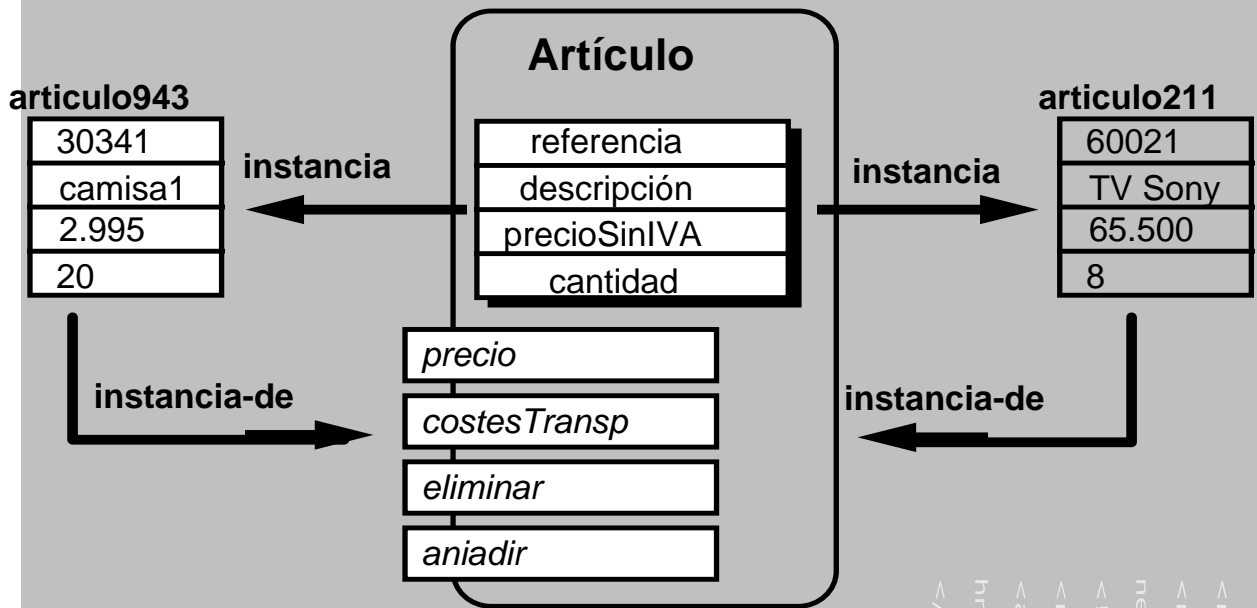 Artículo
articulo943
30341
camisa1
2.995
20
instancia
referencia
descripción
precioSinIVA
cantidad
instancia
articulo211
60021
TV Sony
65.500
8
precio
costesTransp
eliminar
aniadir
instancia-de
instancia-de